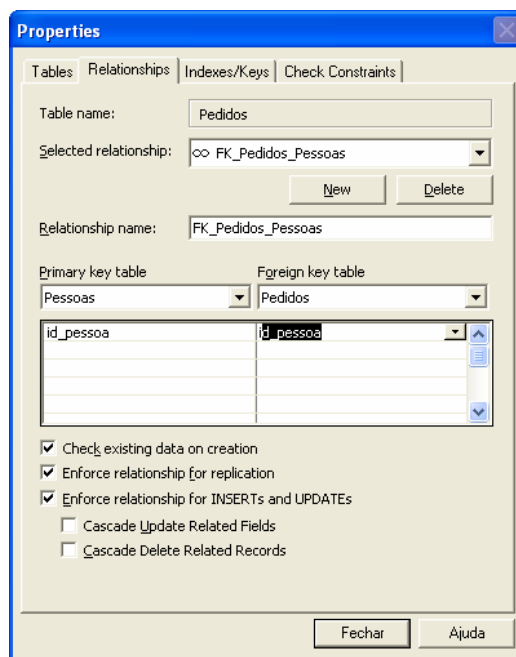 Properties
Tables Relationships Indexes/Keys Check Constraints
Table name: Pedidos
Selected relationship: FK_Pedidos_Pessoas
New Delete
Relationship name: FK_Pedidos_Pessoas
Primary key table Foreign key table
Pessoas Pedidos
id_pessoa id_pessoa
Check existing data on creation
Enforce relationship for replication
Enforce relationship for INSERTs and UPDATEs
Cascade Update Related Fields
Cascade Delete Related Records
Fechar Ajuda